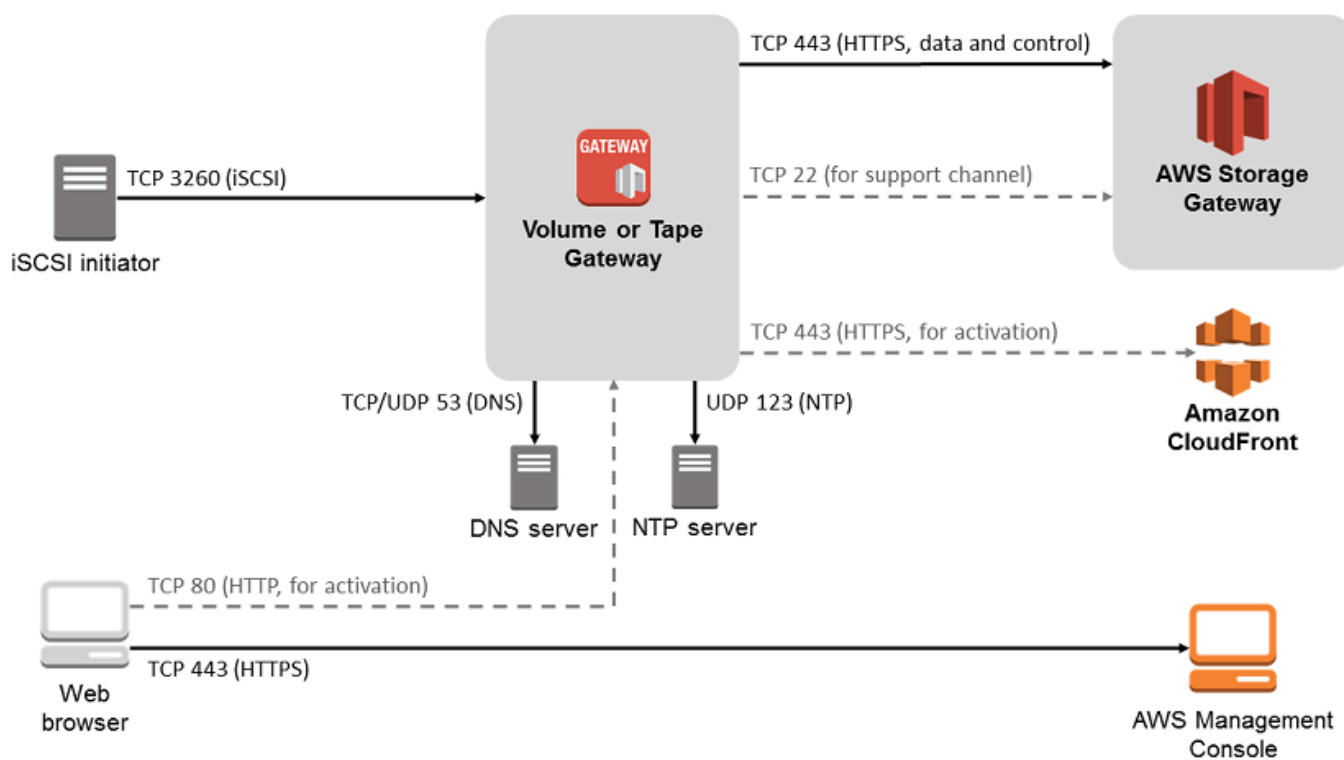 TCP 443 (HTTPS, data and control)
GATEWAY
AWS Storage
Gateway
TCP 3260 (iSCSI)
TCP 22 (for support channel)
Volume or Tape
Gateway
iSCSI initiator
TCP 443 (HTTPS, for activation)
TCP/UDP 53 (DNS)
UDP 123 (NTP)
Amazon
CloudFront
DNS server
NTP server
TCP 80 (HTTP, for activation)
TCP 443 (HTTPS)
Web
browser
AWS Management
Console